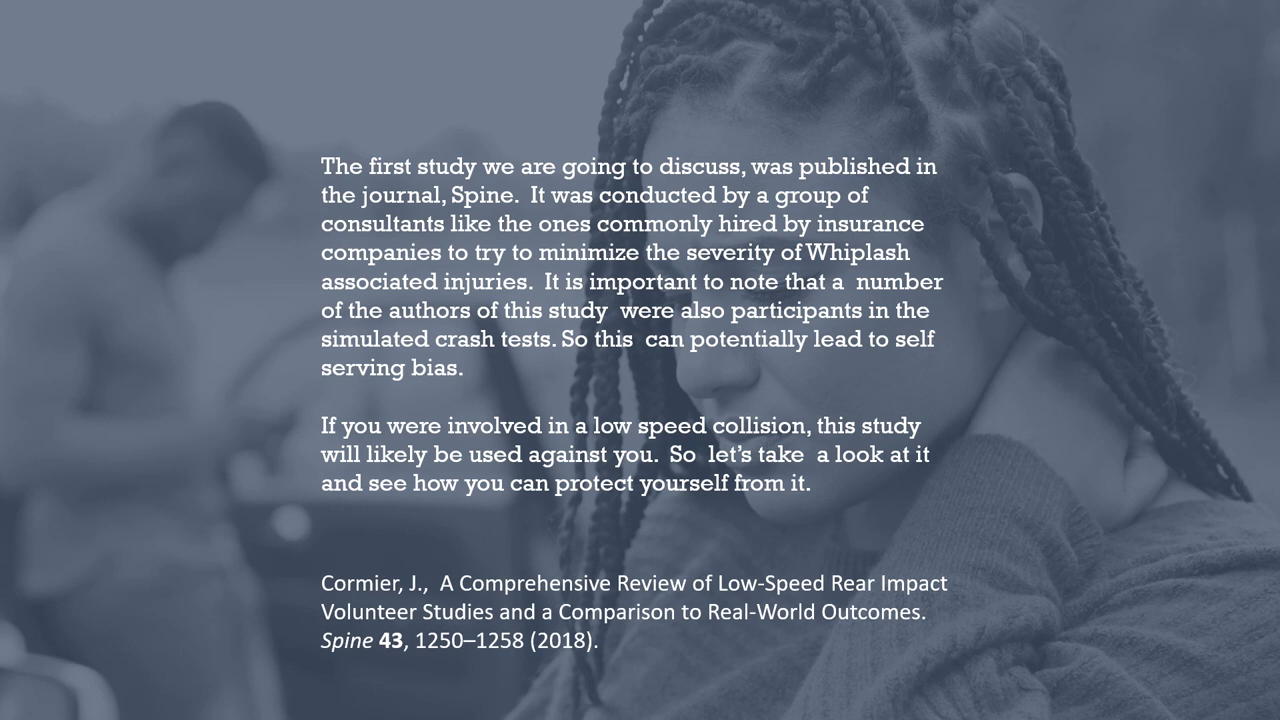 The first study we are going to discuss, was published in
the journal, Spine.  It was conducted by a group of
consultants like the ones commonly hired by insurance
companies to try to minimize the severity of Whiplash
associated injuries.  It is important to note that a  number
of the authors of this study  were also participants in the
simulated crash tests. So this  can potentially lead to self
serving bias.
If you were involved in a low speed collision, this study
will likely be used against you.  So  let’s take  a look at it
and see how you can protect yourself from it.
Cormier, J.,  A Comprehensive Review of Low-Speed Rear Impact
Volunteer Studies and a Comparison to Real-World Outcomes.
Spine 43, 1250–1258 (2018).